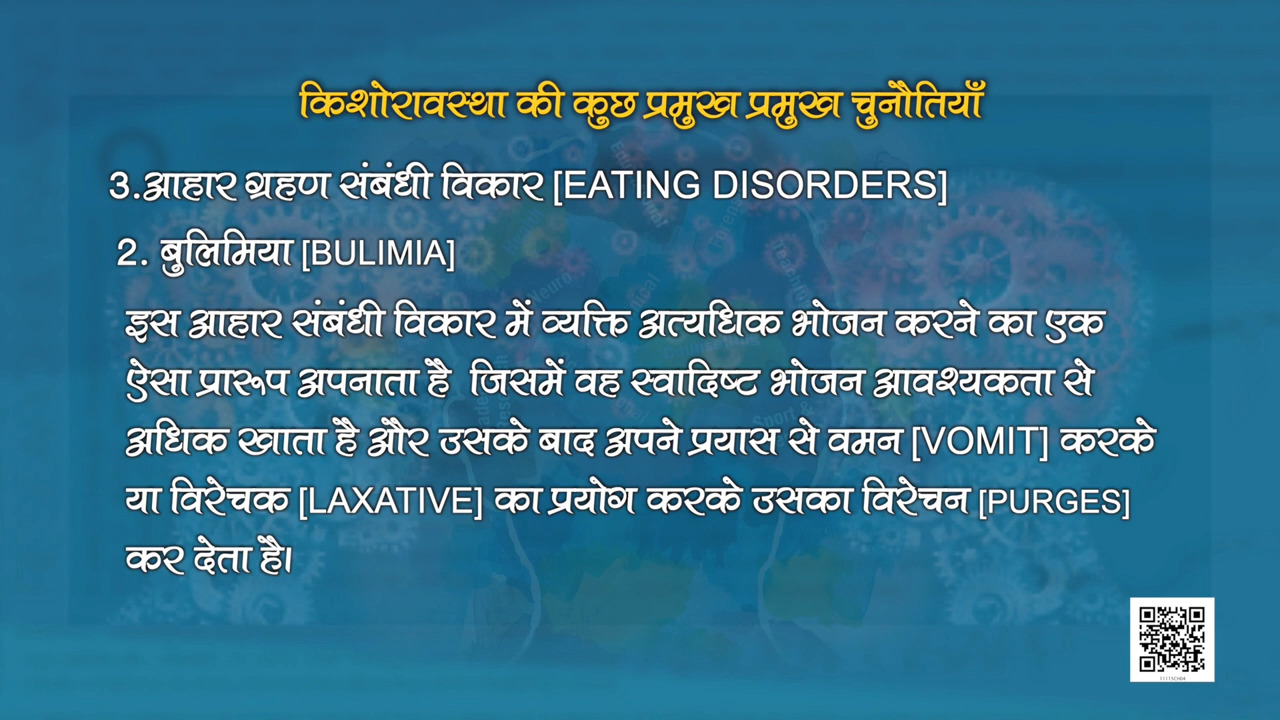 किशोरावस्था की कुछ प्रमुख प्रमुख चुनौतियाँ
3.आहार ग्रहण संबंधी विकार [EATING DISORDERS]
2. बुलिमिया [BULIMIA]
इस आहार संबंधी विकार में व्यक्ति अत्यधिक भोजन करने का एक
ऐसा प्रारूप अपनाता है जिसमें वह स्वादिष्ट भोजन आवश्यकता से
अधिक खाता है और उसके बाद अपने प्रयास से वमन [VOMIT] करके
या विरेचक [LAXATIVE] का प्रयोग करके उसका विरेचन [PURGES]
कर देता है।